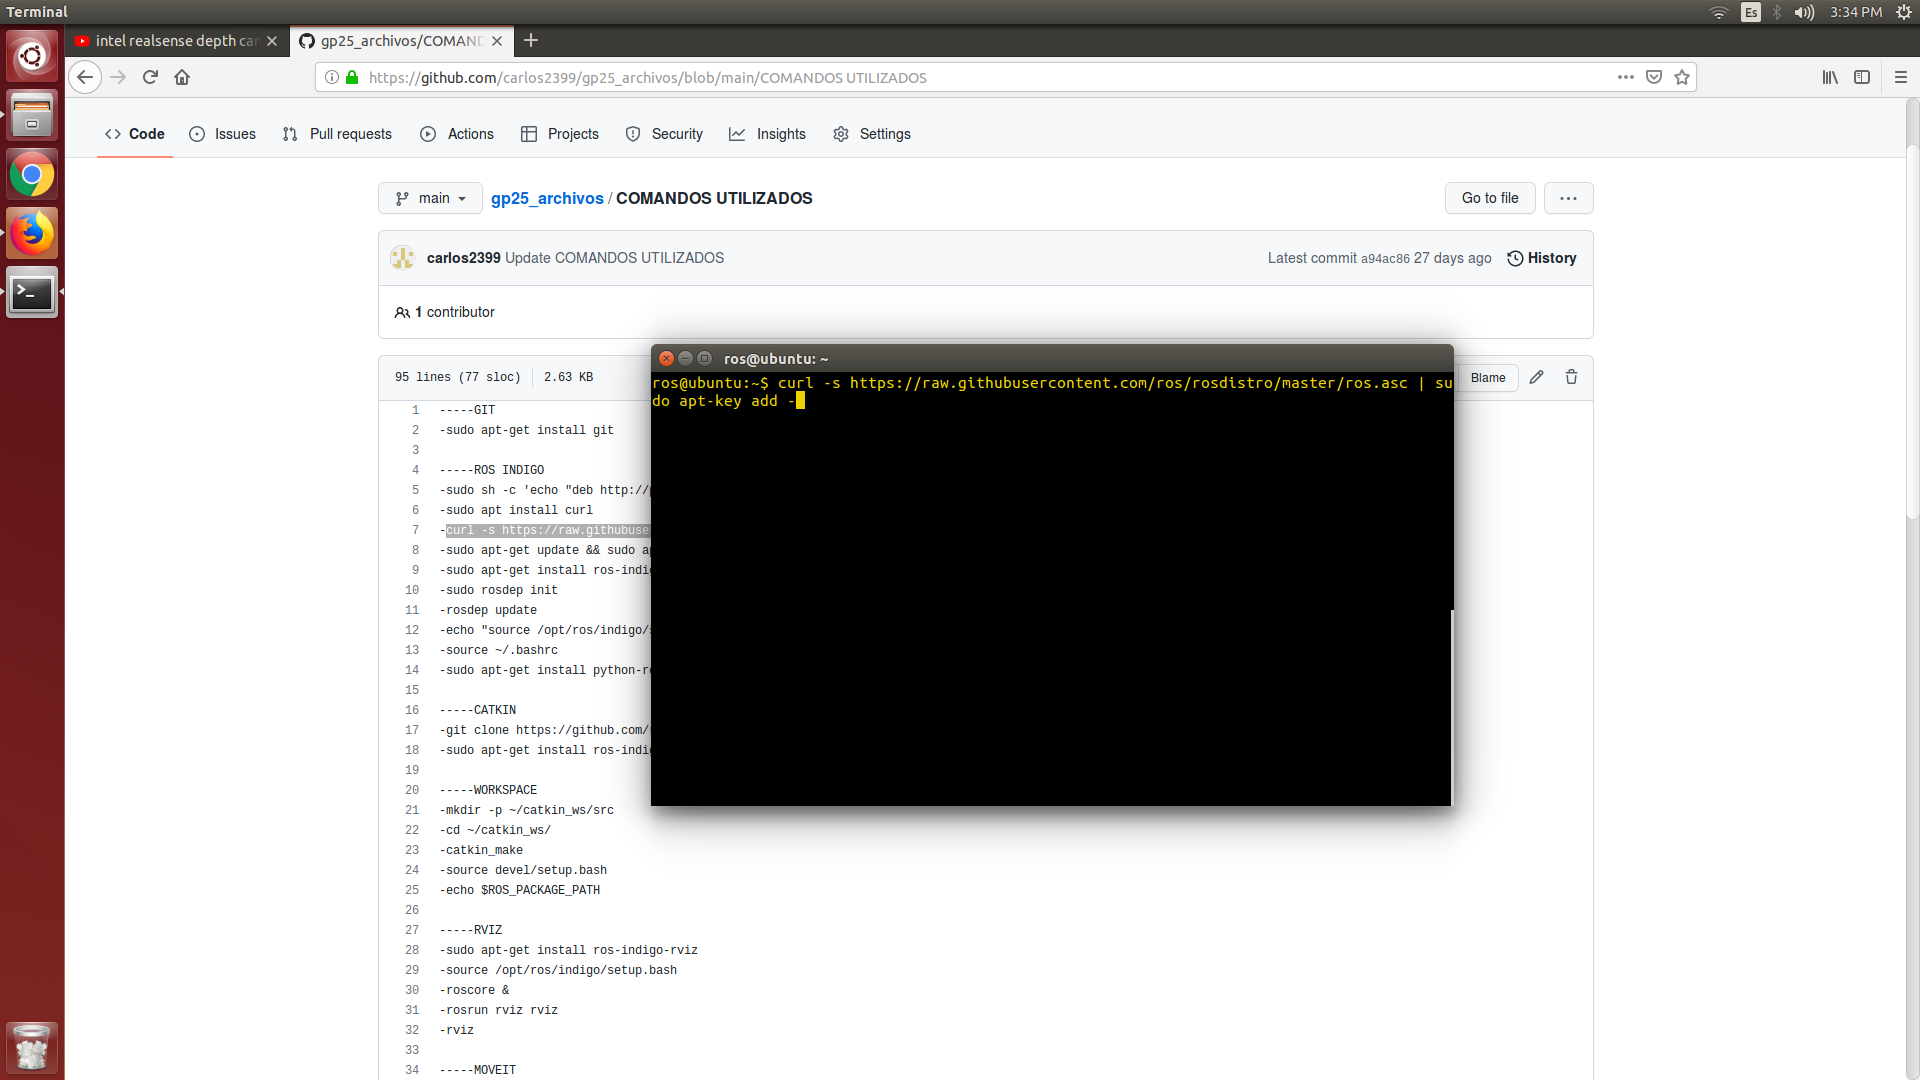 Terminal
Es
3:34 PM
intel realsense depth ca
gp25_archivos/COMAND
https://github.com/carlos2399/gp25_archivos/blob/main/COMANDOS UTILIZADOS
Code
Issues
Pull requests
Actions
Projects
Security
Insights
Settings
main
gp25_archivos / COMANDOS UTILIZADOS
Go to file
carlos2399 Update COMANDOS UTILIZADOS
Latest commit a94ac86 27 days ago
History
1 contributor
95 lines (77 sloc)
2.63 KB
Blame
ros@ubuntu: ~
ros@ubuntu:~$ curl -s https://raw.githubusercontent.com/ros/rosdistro/master/ros.asc | su
do apt-key add -
1 -----GIT
2 -sudo apt-get install git
3
4 -----ROS INDIGO
5 -sudo sh -c 'echo "deb http://
6 -sudo apt install curl
7 -curl -s https://raw.githubuse
8 -sudo apt-get update && sudo a
9 -sudo apt-get install ros-indi
10 -sudo rosdep init
11 -rosdep update
12 -echo "source /opt/ros/indigo/
13 -source ~/.bashrc
14 -sudo apt-get install python-r
15
16 -----CATKIN
17 -git clone https://github.com/
18 -sudo apt-get install ros-indi
19
20 -----WORKSPACE
21 -mkdir -p ~/catkin_ws/src
22 -cd ~/catkin_ws/
23 -catkin_make
24 -source devel/setup.bash
25 -echo $ROS_PACKAGE_PATH
26
27 -----RVIZ
28 -sudo apt-get install ros-indigo-rviz
29 -source /opt/ros/indigo/setup.bash
30 -roscore &
31 -rosrun rviz rviz
32 -rviz
33
34 -----MOVEIT